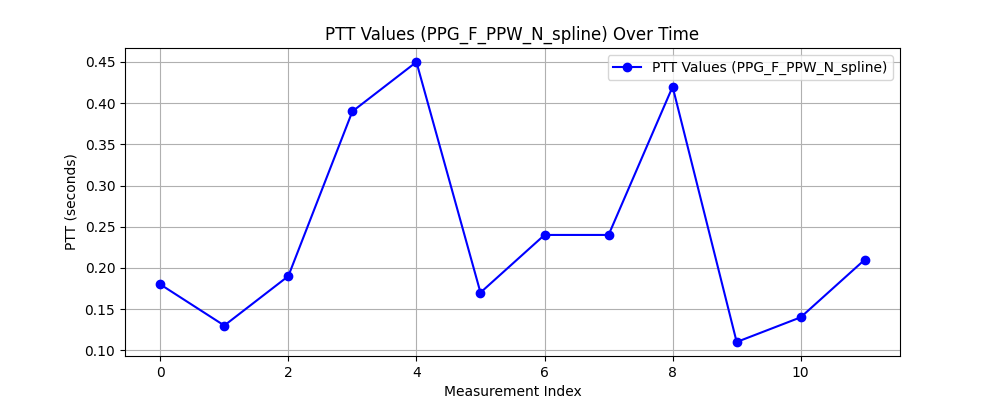 PTT Values (PPG_F_PPW_N_spline) Over Time
PTT Values (PPG_F_PPW_N_spline)
PTT (seconds)
0.45
0.40
0.35
0.30
0.25
0.20
0.15
0.10
0 2 4 6 8 10
Measurement Index